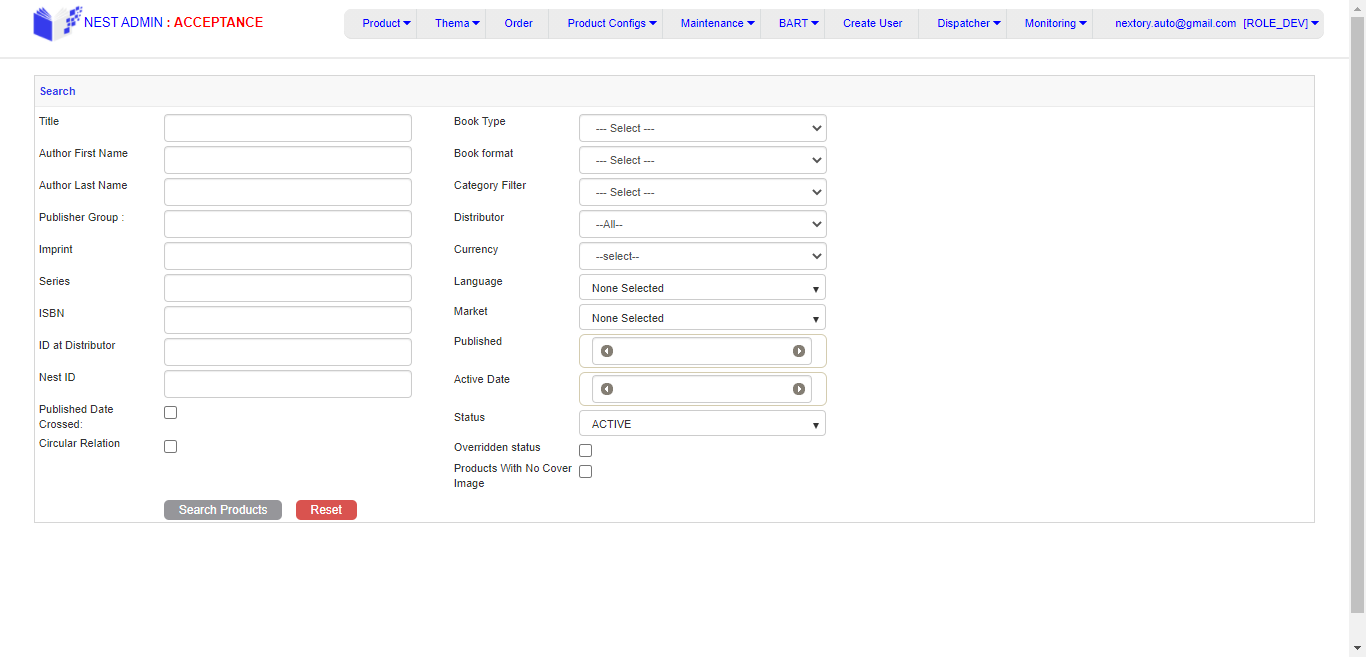 NEST ADMIN : ACCEPTANCE
Product Thema Order Product Configs Maintenance BART Create User Dispatcher Monitoring nextory.auto@gmail.com [ROLE_DEV]
Search
Title
Author First Name
Author Last Name
Publisher Group :
Imprint
Series
ISBN
ID at Distributor
Nest ID
Published Date
Crossed:
Circular Relation
Book Type --- Select ---
Book format --- Select ---
Category Filter --- Select ---
Distributor --All--
Currency --select--
Language None Selected
Market None Selected
Published
Active Date
Status ACTIVE
Overridden status
Products With No Cover
Image
Search Products Reset